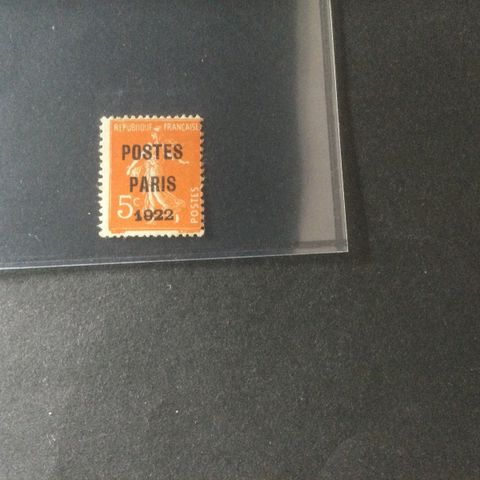 REPUBLIQUE FRANÇAISE
POSTES
PARIS
5c
1922
POSTES